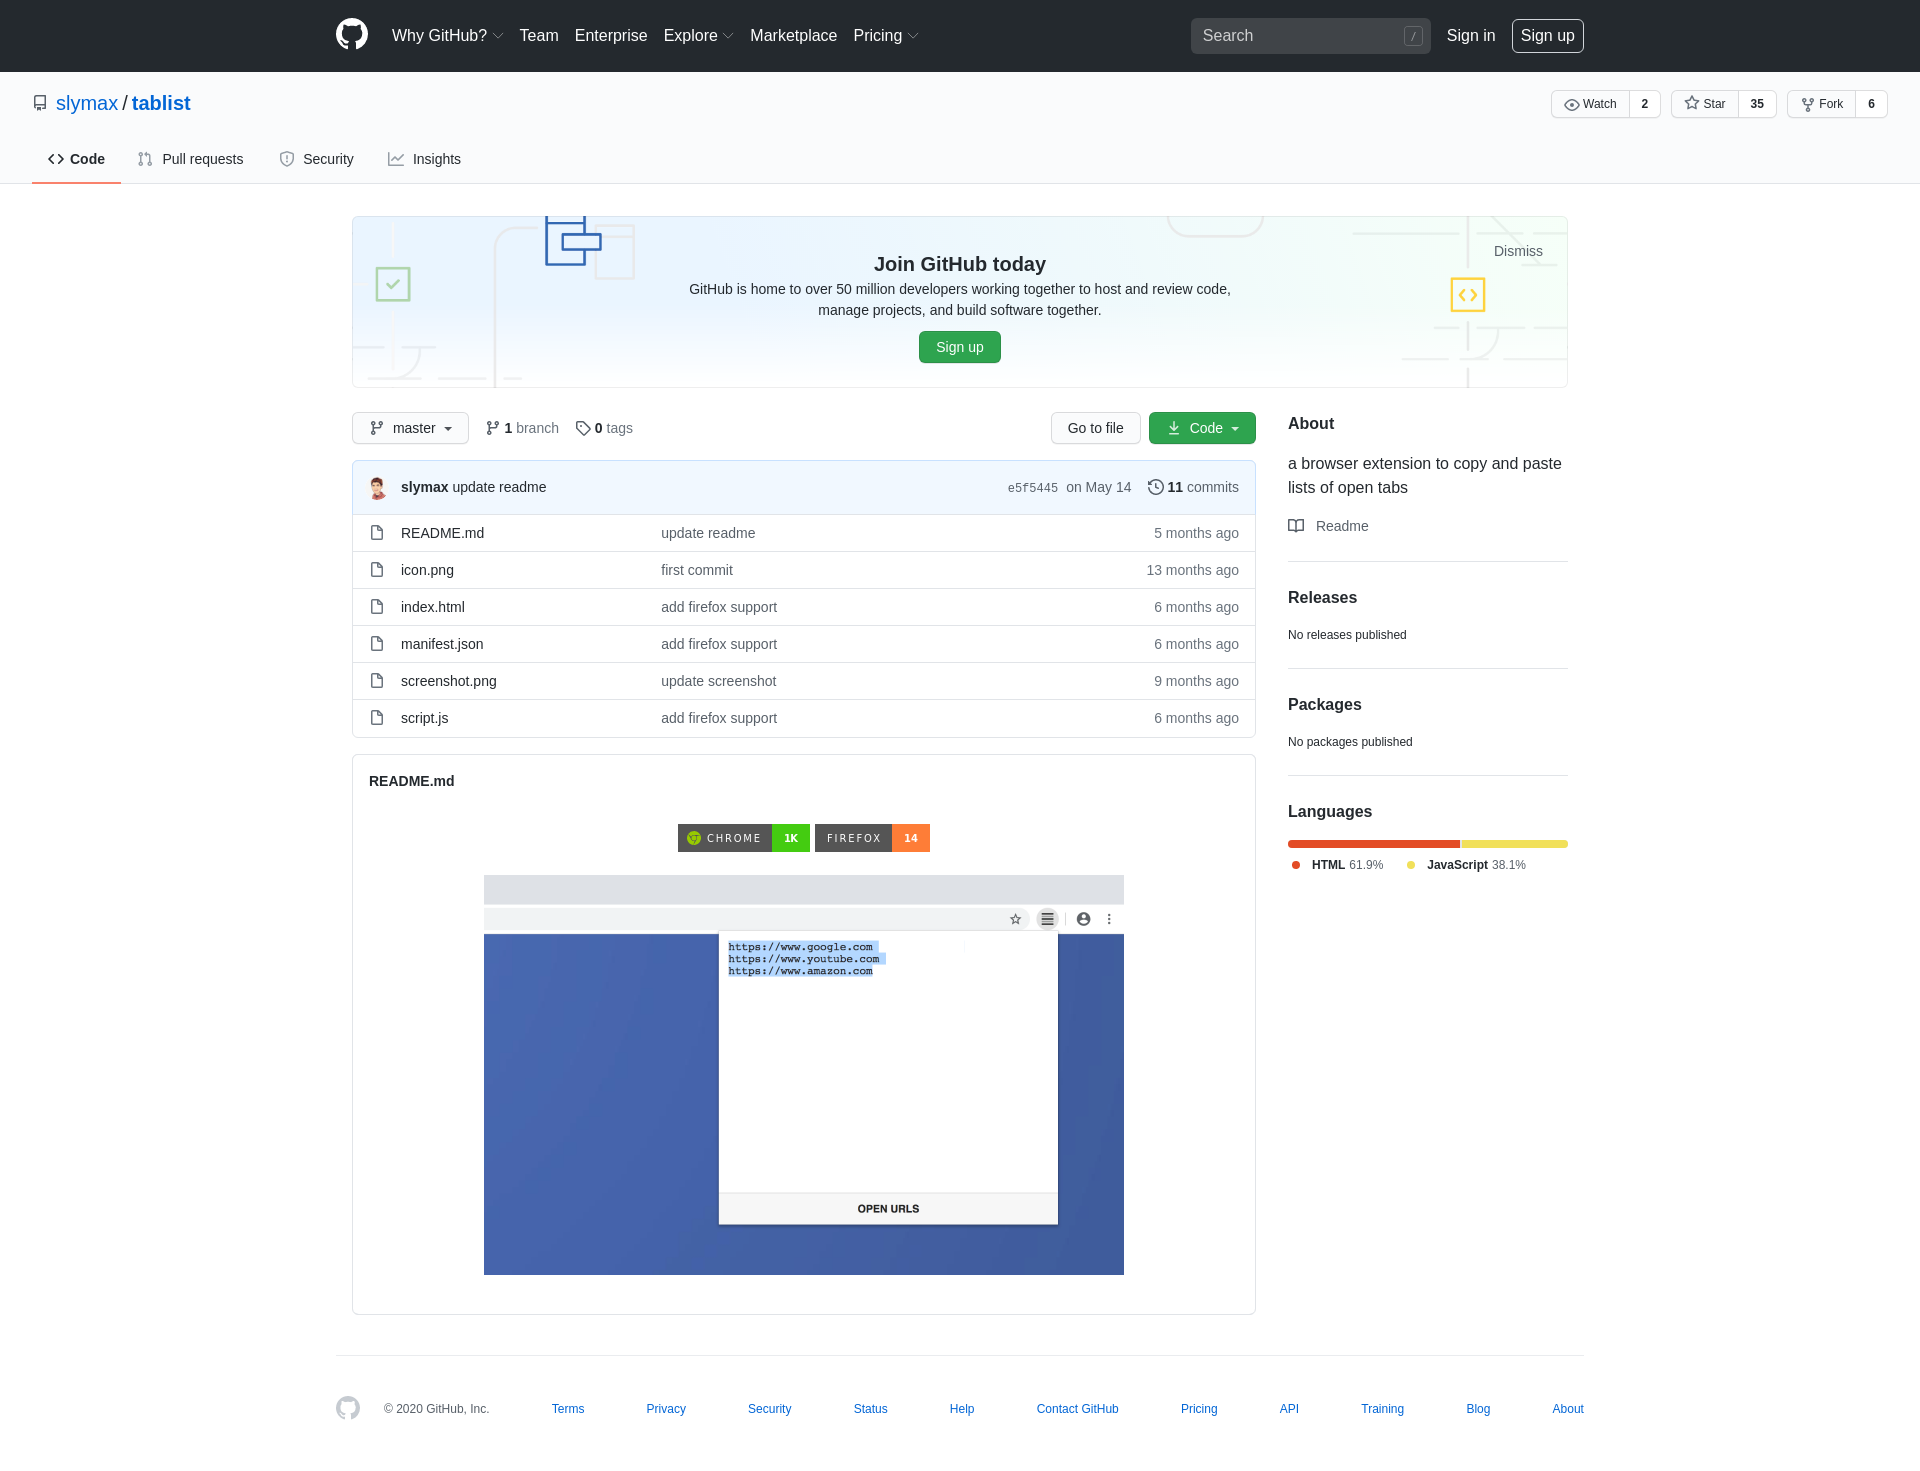 Why GitHub? Team Enterprise Explore Marketplace Pricing Search / Sign in Sign up
slymax / tablist Watch 2 Star 35 Fork 6
Code Pull requests Security Insights
Dismiss
Join GitHub today
GitHub is home to over 50 million developers working together to host and review code,
manage projects, and build software together.
Sign up
master 1 branch 0 tags Go to file Code
slymax update readme e5f5445 on May 14 11 commits
README.md update readme 5 months ago
icon.png first commit 13 months ago
index.html add firefox support 6 months ago
manifest.json add firefox support 6 months ago
screenshot.png update screenshot 9 months ago
script.js add firefox support 6 months ago
README.md
CHROME 1K FIREFOX 14
https://www.google.com
https://www.youtube.com
https://www.amazon.com
OPEN URLS
About
a browser extension to copy and paste
lists of open tabs
Readme
Releases
No releases published
Packages
No packages published
Languages
HTML 61.9% JavaScript 38.1%
© 2020 GitHub, Inc. Terms Privacy Security Status Help Contact GitHub Pricing API Training Blog About